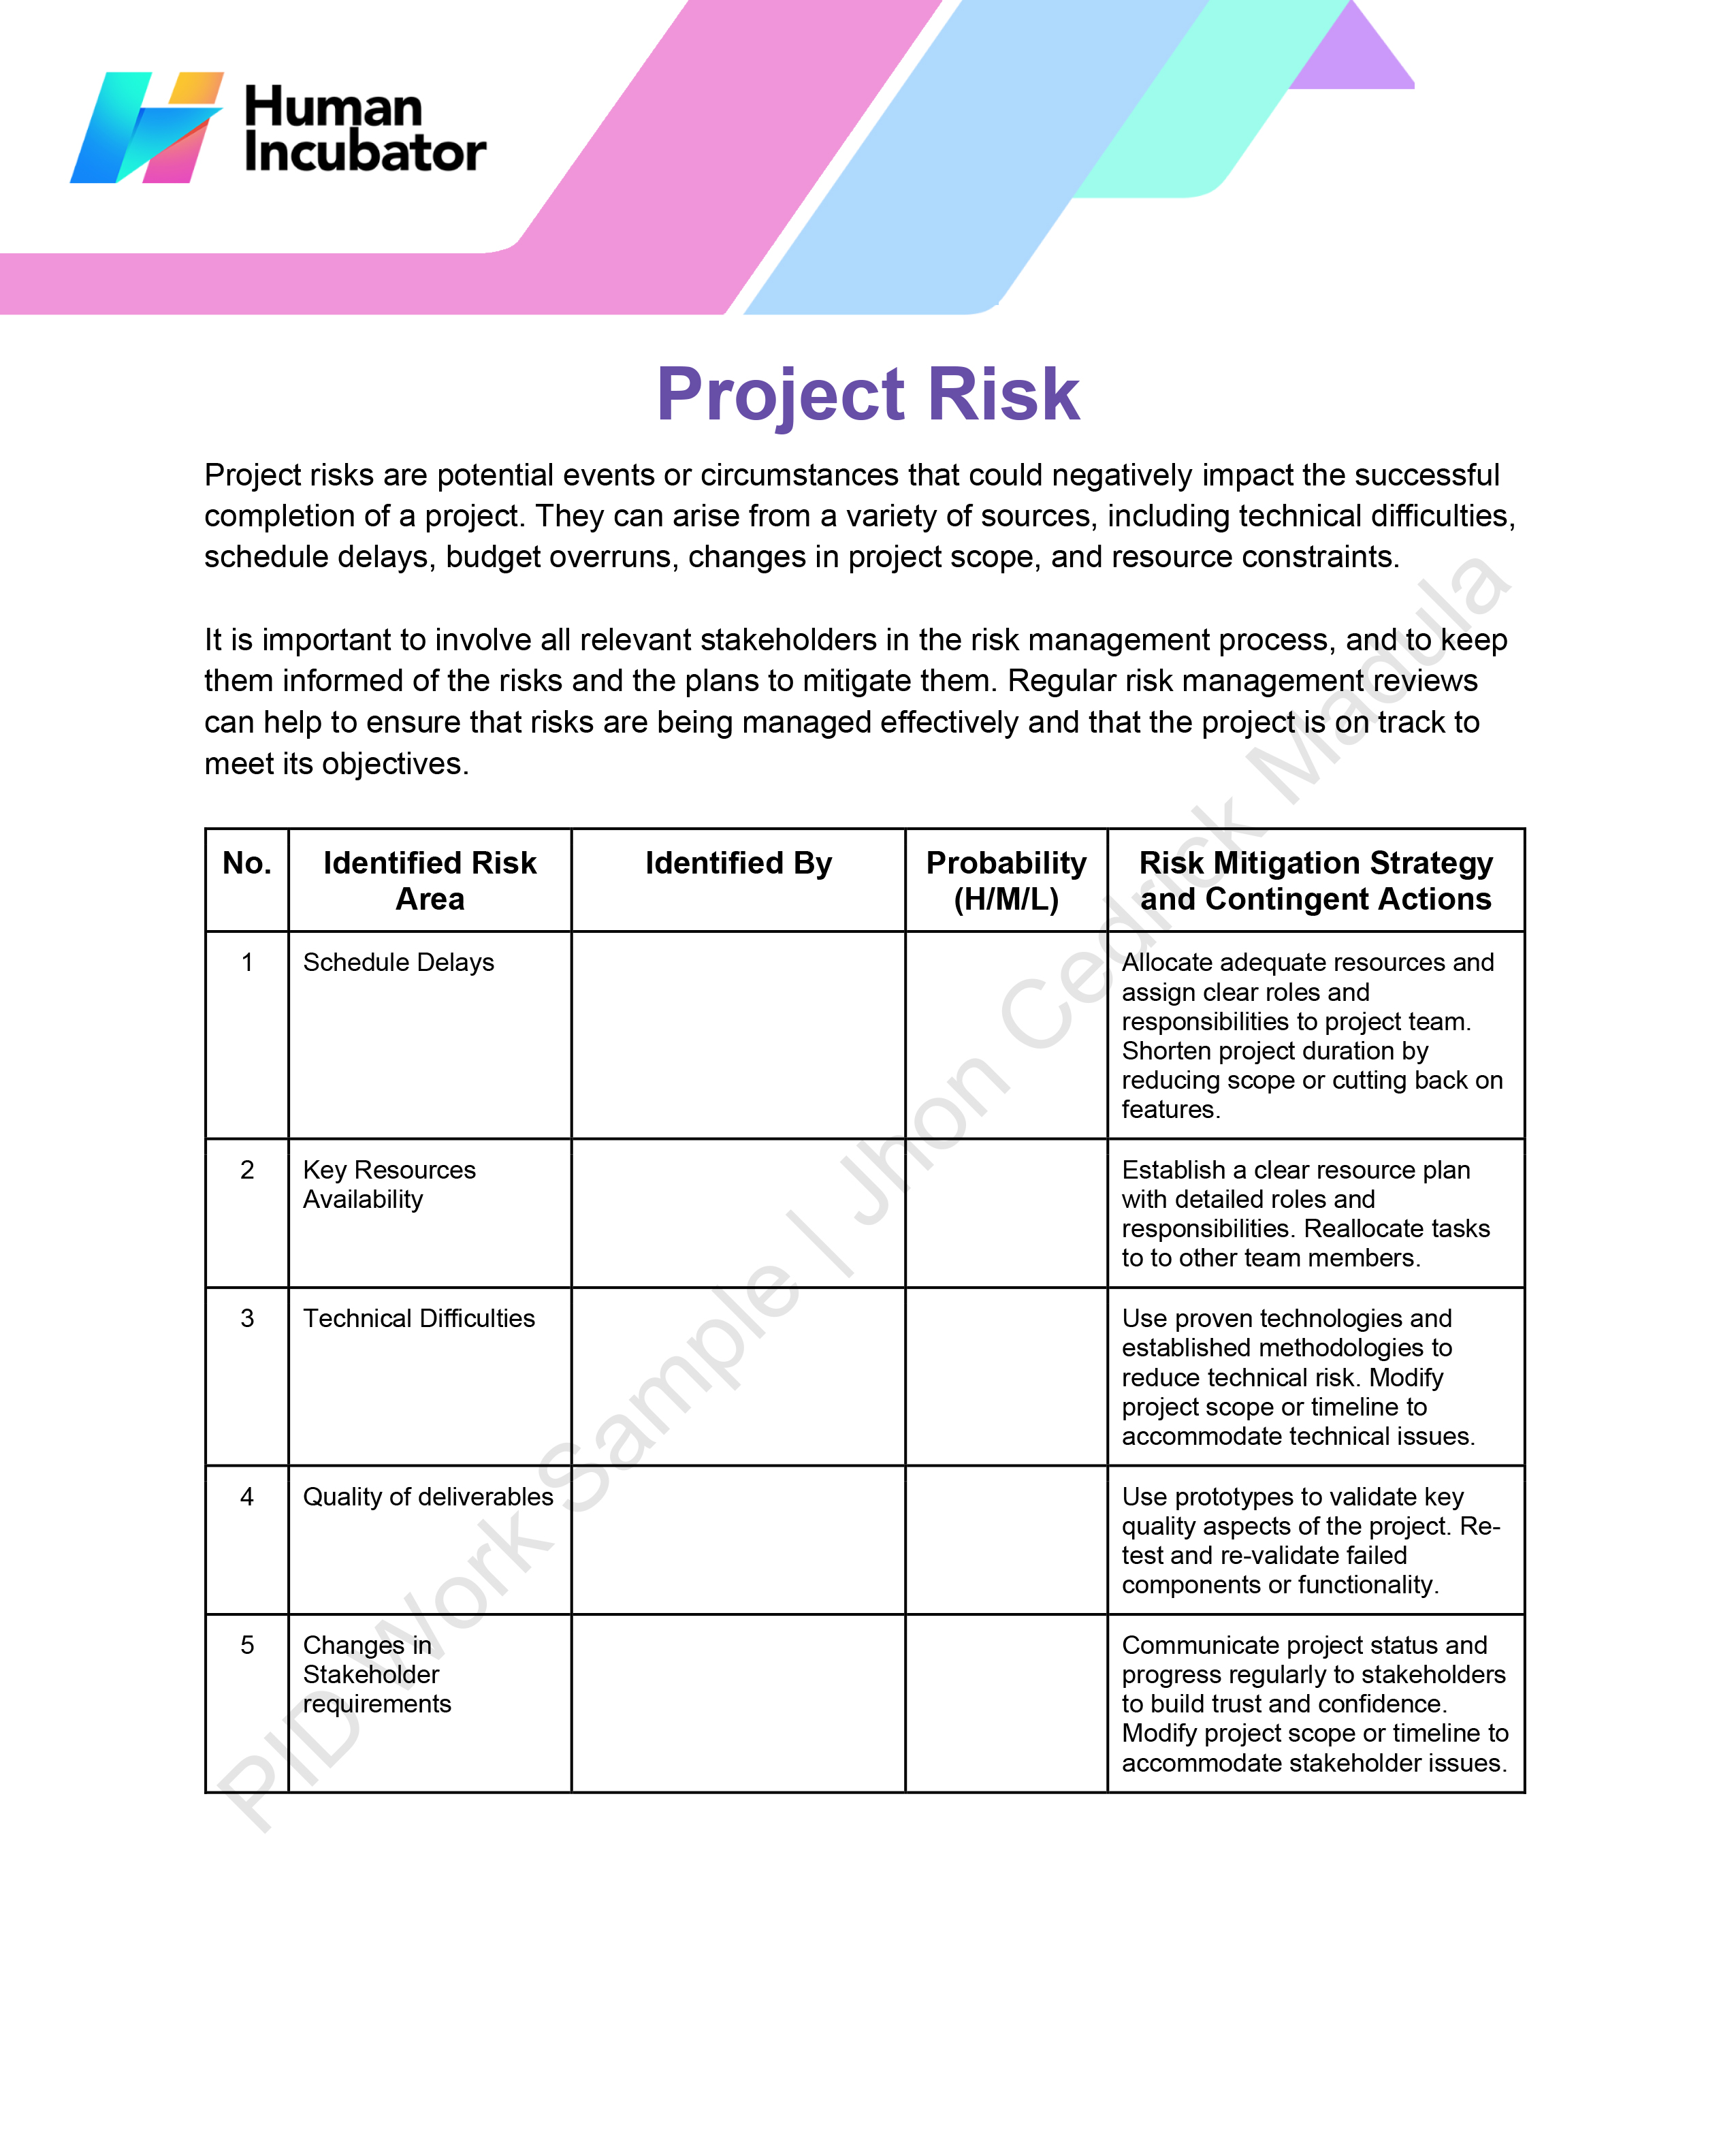 Human
Incubator
Project Risk
Project risks are potential events or circumstances that could negatively impact the successful
completion of a project. They can arise from a variety of sources, including technical difficulties,
schedule delays, budget overruns, changes in project scope, and resource constraints.
It is important to involve all relevant stakeholders in the risk management process, and to keep
them informed of the risks and the plans to mitigate them. Regular risk management reviews
can help to ensure that risks are being managed effectively and that the project is on track to
meet its objectives.
No.
Identified Risk
Area
Identified By
Probability
(H/M/L)
Risk Mitigation Strategy
and Contingent Actions
1
Schedule Delays
Allocate adequate resources and
assign clear roles and
responsibilities to project team.
Shorten project duration by
reducing scope or cutting back on
features.
2
Key Resources
Availability
Establish a clear resource plan
with detailed roles and
responsibilities. Reallocate tasks
to to other team members.
3
Technical Difficulties
Use proven technologies and
established methodologies to
reduce technical risk. Modify
project scope or timeline to
accommodate technical issues.
4
Quality of deliverables
Use prototypes to validate key
quality aspects of the project. Re-
test and re-validate failed
components or functionality.
5
Changes in
Stakeholder
requirements
Communicate project status and
progress regularly to stakeholders
to build trust and confidence.
Modify project scope or timeline to
accommodate stakeholder issues.
PID Work Sample | Jhon Cedrick Madula